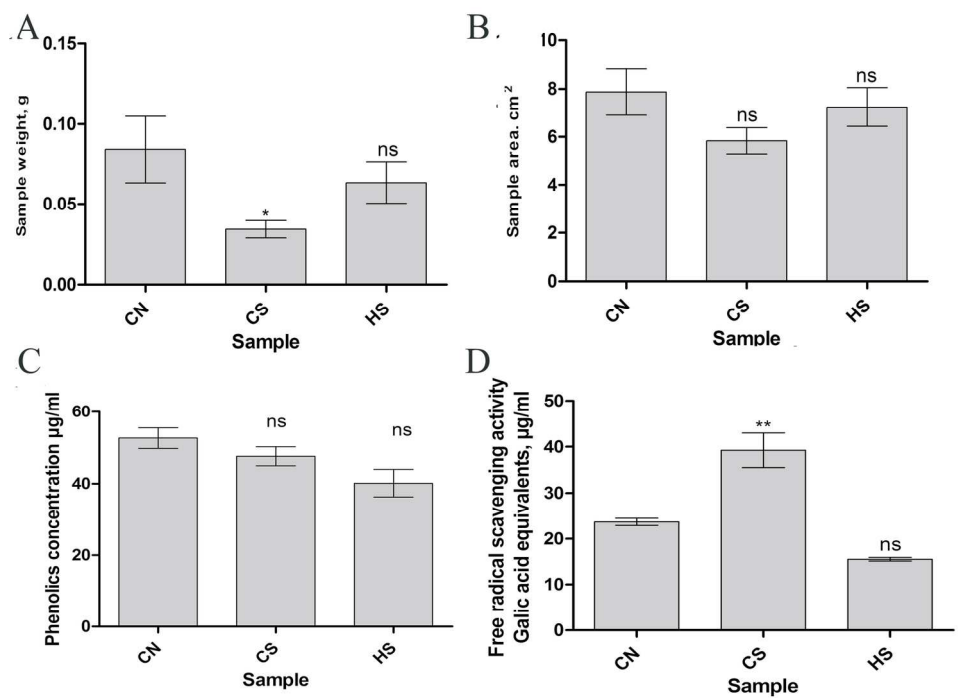 A
Sample weight, g
0.15
0.10
0.05
0.00
*
ns
CN
CS
HS
Sample
B
Sample area. cm²
10
8
6
4
2
0
ns
ns
CN
CS
HS
Sample
C
Phenolics concentration µg/ml
60
40
20
0
ns
ns
CN
CS
HS
Sample
D
Free radical scavenging activity
Galic acid equivalents, µg/ml
50
40
30
20
10
0
**
ns
CN
CS
HS
Sample